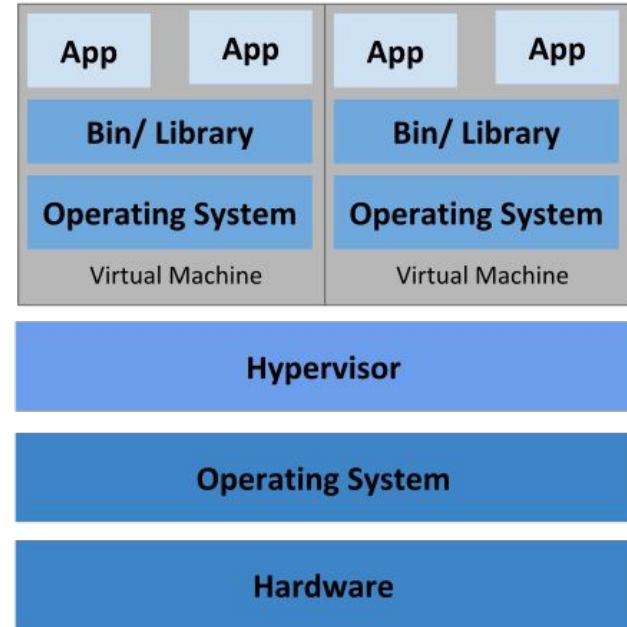 App App App App
Bin/ Library Bin/ Library
Operating System Operating System
Virtual Machine Virtual Machine
Hypervisor
Operating System
Hardware